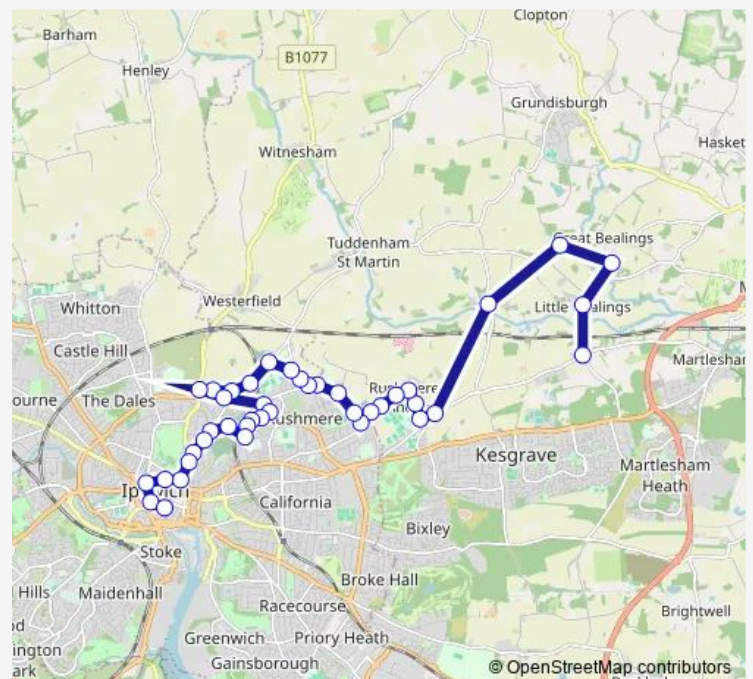 Clopton
Barham
B1077
Henley
Grundisburgh
Hasket
Witnesham
Great Bealings
Tuddenham
St Martin
Westerfield
Whitton
Martlesham
Castle Hill
ourne
The Dales
Rushmere
Kesgrave
Martlesham
Heath
Ipswich
California
Bixley
Stoke
Broke Hall
Hills
Maidenhall
Racecourse
Brightwell
Greenwich
Priory Heath
ington
ark
Gainsborough
© OpenStreetMap contributors